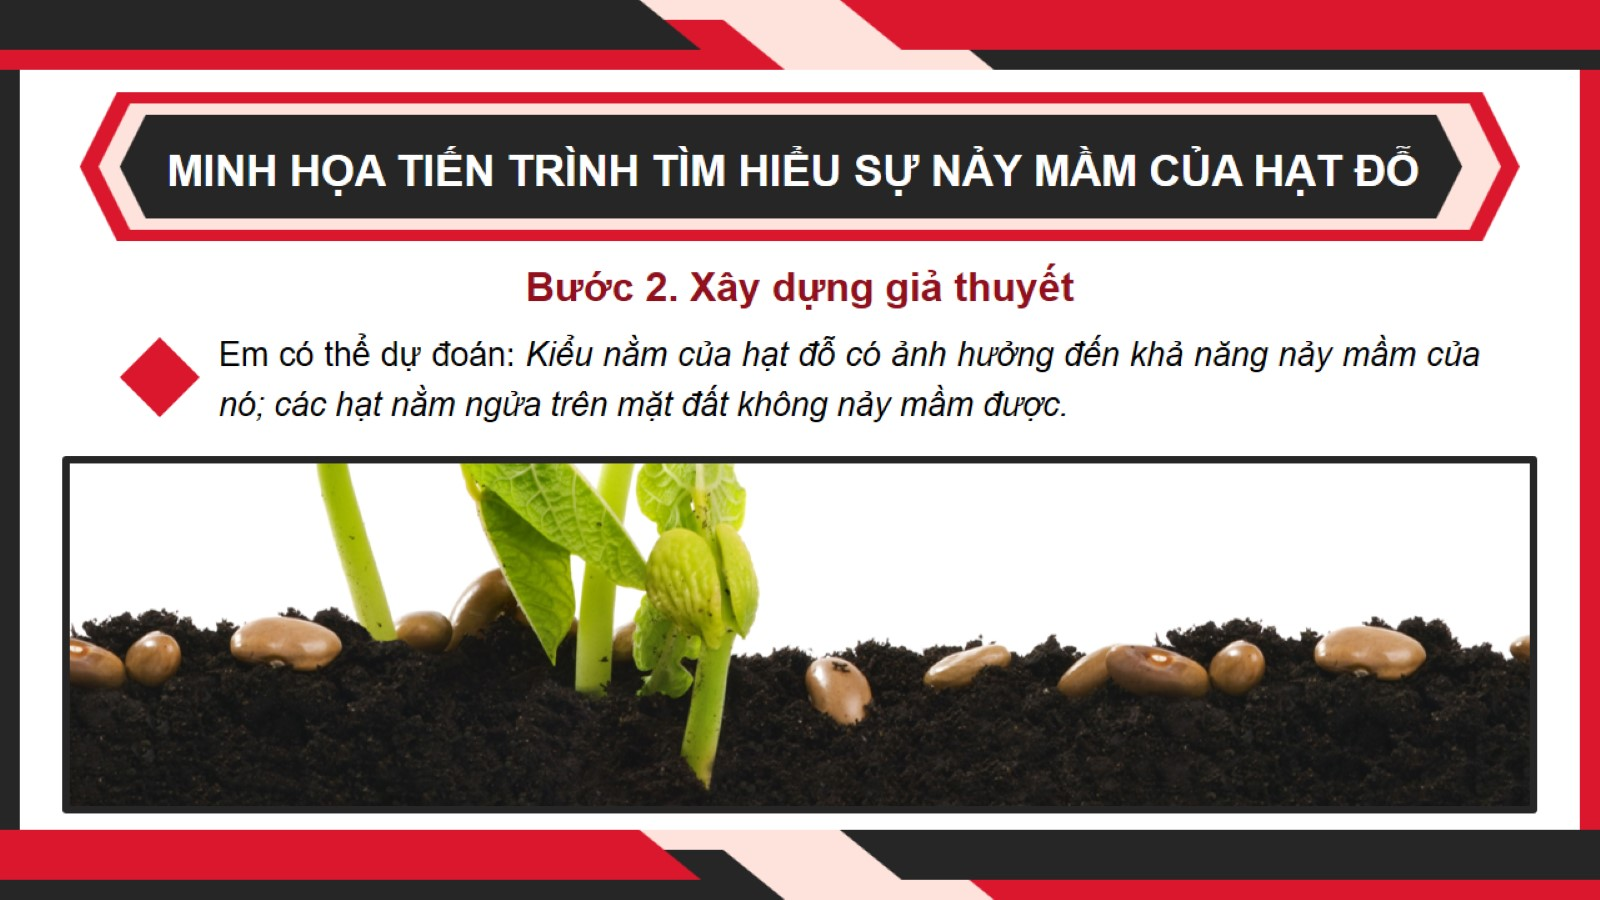 MINH HỌA TIẾN TRÌNH TÌM HIỂU SỰ NẢY MẦM CỦA HẠT ĐỖ
Bước 2. Xây dựng giả thuyết
Em có thể dự đoán: Kiểu nằm của hạt đỗ có ảnh hưởng đến khả năng nảy mầm của
nó; các hạt nằm ngửa trên mặt đất không nảy mầm được.